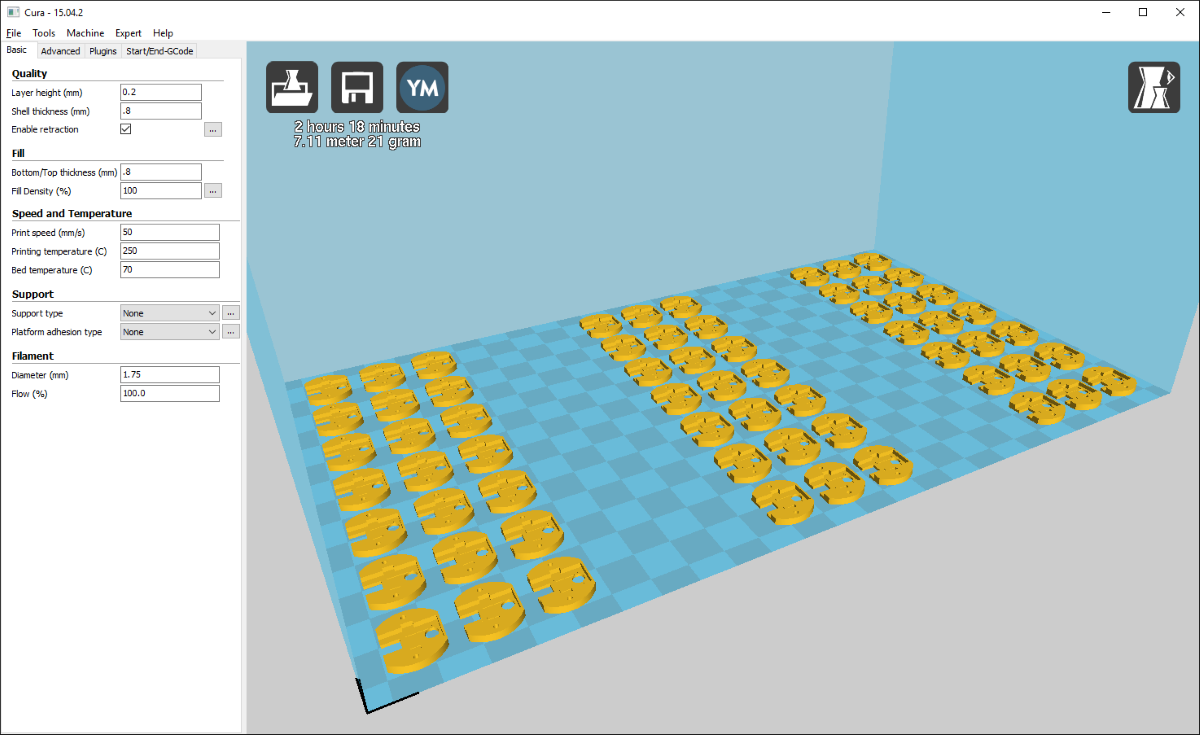 Cura - 15.04.2
File Tools Machine Expert Help
Basic Advanced Plugins Start/End-GCode
Quality
Layer height (mm) 0.2
Shell thickness (mm) .8
Enable retraction ...
Fill
Bottom/Top thickness (mm) .8
Fill Density (%) 100 ...
Speed and Temperature
Print speed (mm/s) 50
Printing temperature (C) 250
Bed temperature (C) 70
Support
Support type None ...
Platform adhesion type None ...
Filament
Diameter (mm) 1.75
Flow (%) 100.0
YM
2 hours 18 minutes
7.11 meter 21 gram